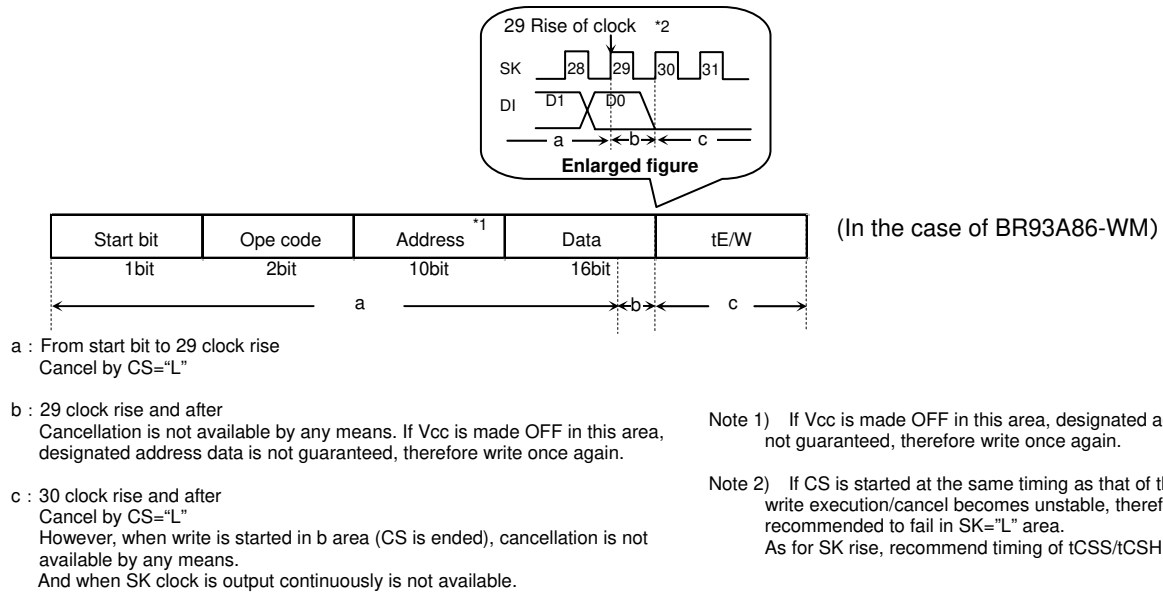 29 Rise of clock *2
SK 28 29 30 31
DI D1 D0
a b c
Enlarged figure
Start bit Ope code Address *1 Data tE/W (In the case of BR93A86-WM)
1bit 2bit 10bit 16bit
a b c
a : From start bit to 29 clock rise
Cancel by CS=“L”
b : 29 clock rise and after
Cancellation is not available by any means. If Vcc is made OFF in this area,
designated address data is not guaranteed, therefore write once again.
c : 30 clock rise and after
Cancel by CS=“L”
However, when write is started in b area (CS is ended), cancellation is not
available by any means.
And when SK clock is output continuously is not available.
Note 1) If Vcc is made OFF in this area, designated a
not guaranteed, therefore write once again.
Note 2) If CS is started at the same timing as that of
write execution/cancel becomes unstable,
recommended to fail in SK=”L” area.
As for SK rise, recommend timing of tCSS/tCSH